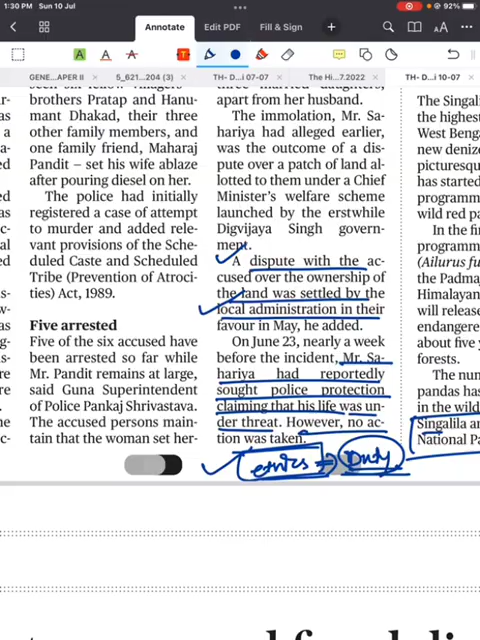 1:30 PM Sun 10 Jul
92%
Annotate Edit PDF Fill & Sign
GENE...APER II × 5_621...204 (3) × TH- D...i 07-07 × The Hi...7.2022 × TH- D...i 10-07
brothers Pratap and Hanu-
mant Dhakad, their three
other family members, and
one family friend, Maharaj
Pandit – set his wife ablaze
after pouring diesel on her.
The police had initially
registered a case of attempt
to murder and added rele-
vant provisions of the Sche-
duled Caste and Scheduled
Tribe (Prevention of Atroci-
ties) Act, 1989.
Five arrested
Five of the six accused have
been arrested so far while
Mr. Pandit remains at large,
said Guna Superintendent
of Police Pankaj Shrivastava.
The accused persons main-
tain that the woman set her-
apart from her husband.
The immolation, Mr. Sa-
hariya had alleged earlier,
was the outcome of a dis-
pute over a patch of land al-
lotted to them under a Chief
Minister's welfare scheme
launched by the erstwhile
Digvijaya Singh govern-
ment.
A dispute with the ac-
cused over the ownership of
the land was settled by the
local administration in their
favour in May, he added.
On June 23, nearly a week
before the incident, Mr. Sa-
hariya had reportedly
sought police protection
claiming that his life was un-
der threat. However, no ac-
tion was taken.
ethics ⇒ Duty
The Singali
the highest
West Beng
new deniz
picturesqu
has started
programm
wild red pa
In the fi
programm
(Ailurus fu
the Padma
Himalayan
will releas
endangere
about five
forests.
The nun
pandas has
in the wild
Singalila a
National Pa